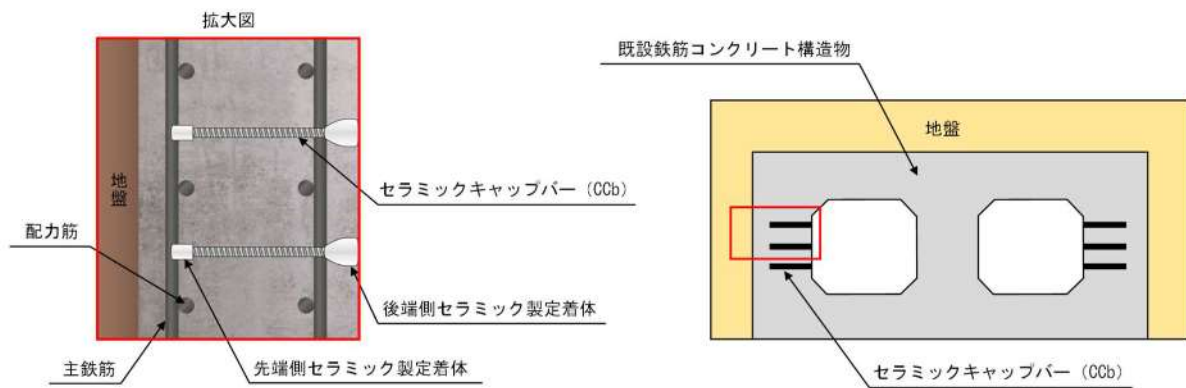 拡大図
地盤
セラミックキャップバー (CCb)
配力筋
後端側セラミック製定着体
主鉄筋
先端側セラミック製定着体
既設鉄筋コンクリート構造物
地盤
セラミックキャップバー (CCb)